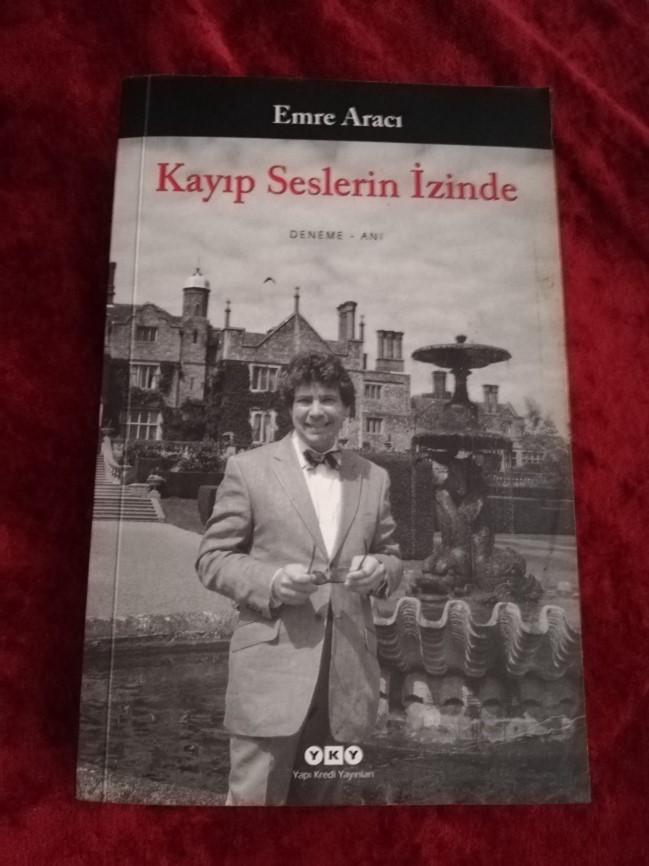 Emre Aracı
Kayıp Seslerin İzinde
DENEME - ANI
YKY
Yapı Kredi Yayınları